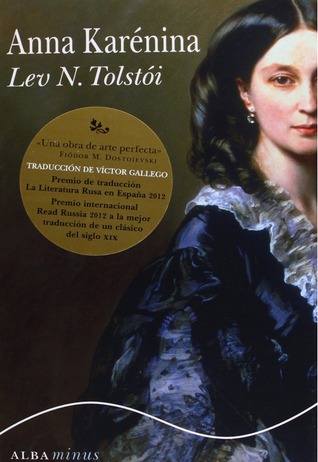 Anna Karénina
Lev N. Tolstói
«Una obra de arte perfecta»
FIÓDOR M. DOSTOIEVSKI
TRADUCCIÓN DE VÍCTOR GALLEGO
Premio de traducción
La Literatura Rusa en España 2012
Premio internacional
Read Russia 2012 a la mejor
traducción de un clásico
del siglo XIX
ALBA minus